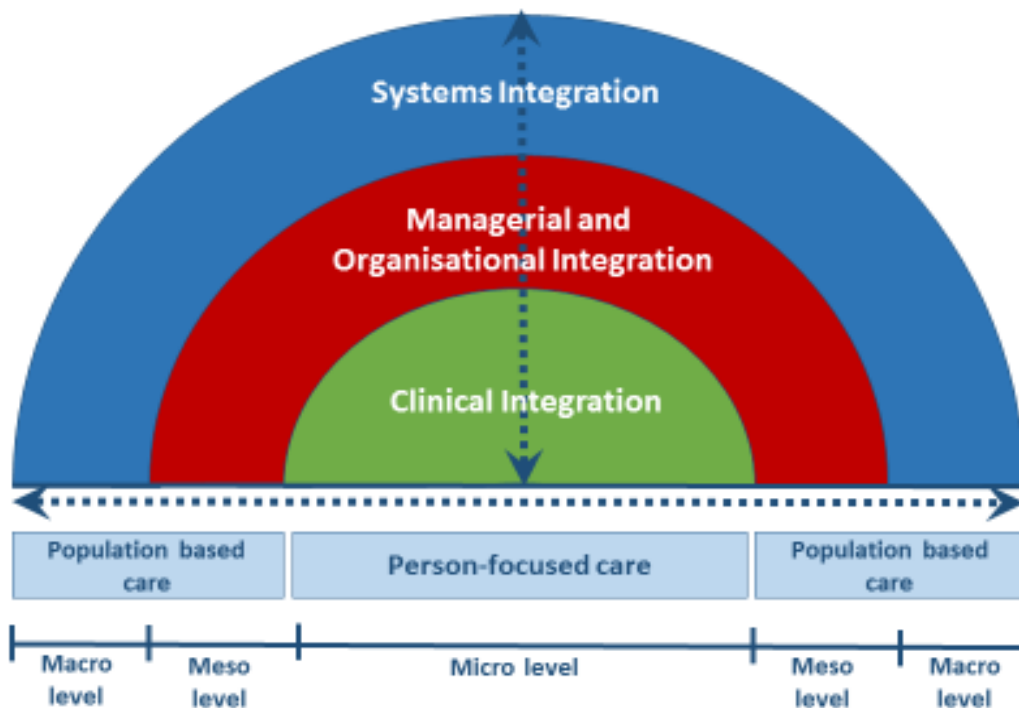 Systems Integration
Managerial and
Organisational Integration
Clinical Integration
Population based
care
Person-focused care
Population based
care
Macro
level
Meso
level
Micro level
Meso
level
Macro
level